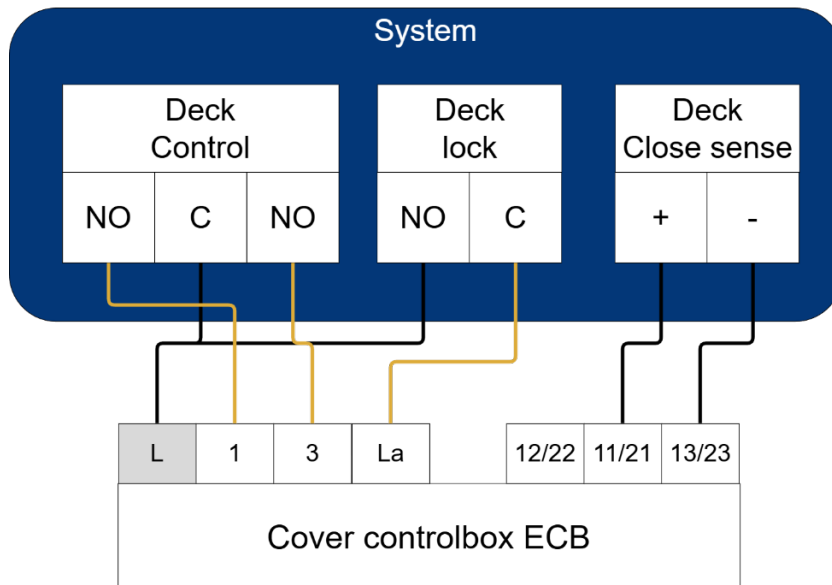 System
Deck
Control
Deck
lock
Deck
Close sense
NO
C
NO
NO
C
+
-
L
1
3
La
12/22
11/21
13/23
Cover controlbox ECB